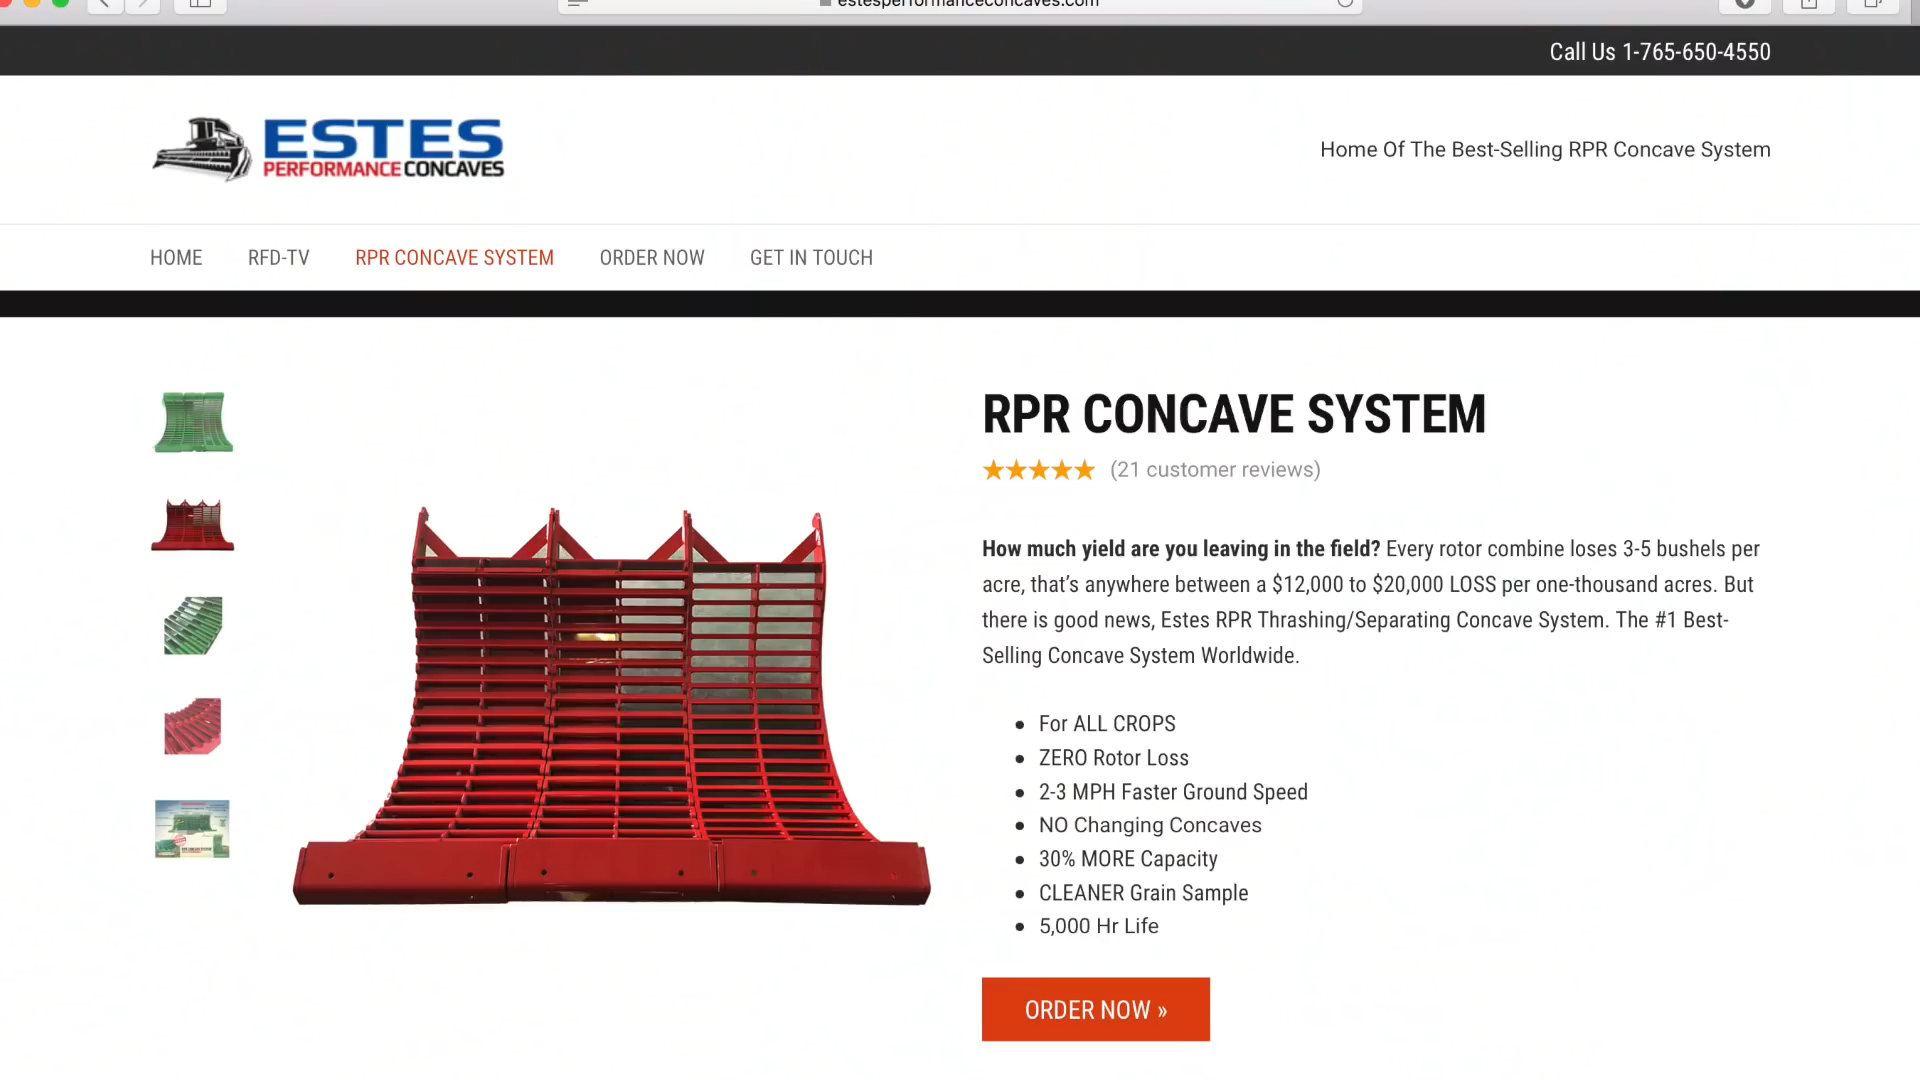 estesperformanceconcaves.com
Call Us 1-765-650-4550
ESTES
PERFORMANCE CONCAVES
Home Of The Best-Selling RPR Concave System
HOME RFD-TV RPR CONCAVE SYSTEM ORDER NOW GET IN TOUCH
RPR CONCAVE SYSTEM
(21 customer reviews)
How much yield are you leaving in the field? Every rotor combine loses 3-5 bushels per
acre, that’s anywhere between a $12,000 to $20,000 LOSS per one-thousand acres. But
there is good news, Estes RPR Thrashing/Separating Concave System. The #1 Best-
Selling Concave System Worldwide.
For ALL CROPS
ZERO Rotor Loss
2-3 MPH Faster Ground Speed
NO Changing Concaves
30% MORE Capacity
CLEANER Grain Sample
5,000 Hr Life
ORDER NOW »